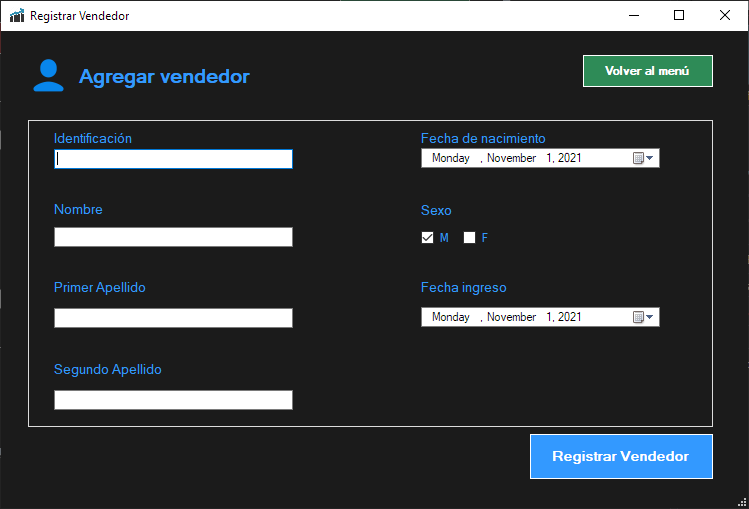 Registrar Vendedor
Agregar vendedor
Volver al menú
Identificación
Fecha de nacimiento
Monday , November 1, 2021
Nombre
Sexo
M F
Primer Apellido
Fecha ingreso
Monday , November 1, 2021
Segundo Apellido
Registrar Vendedor